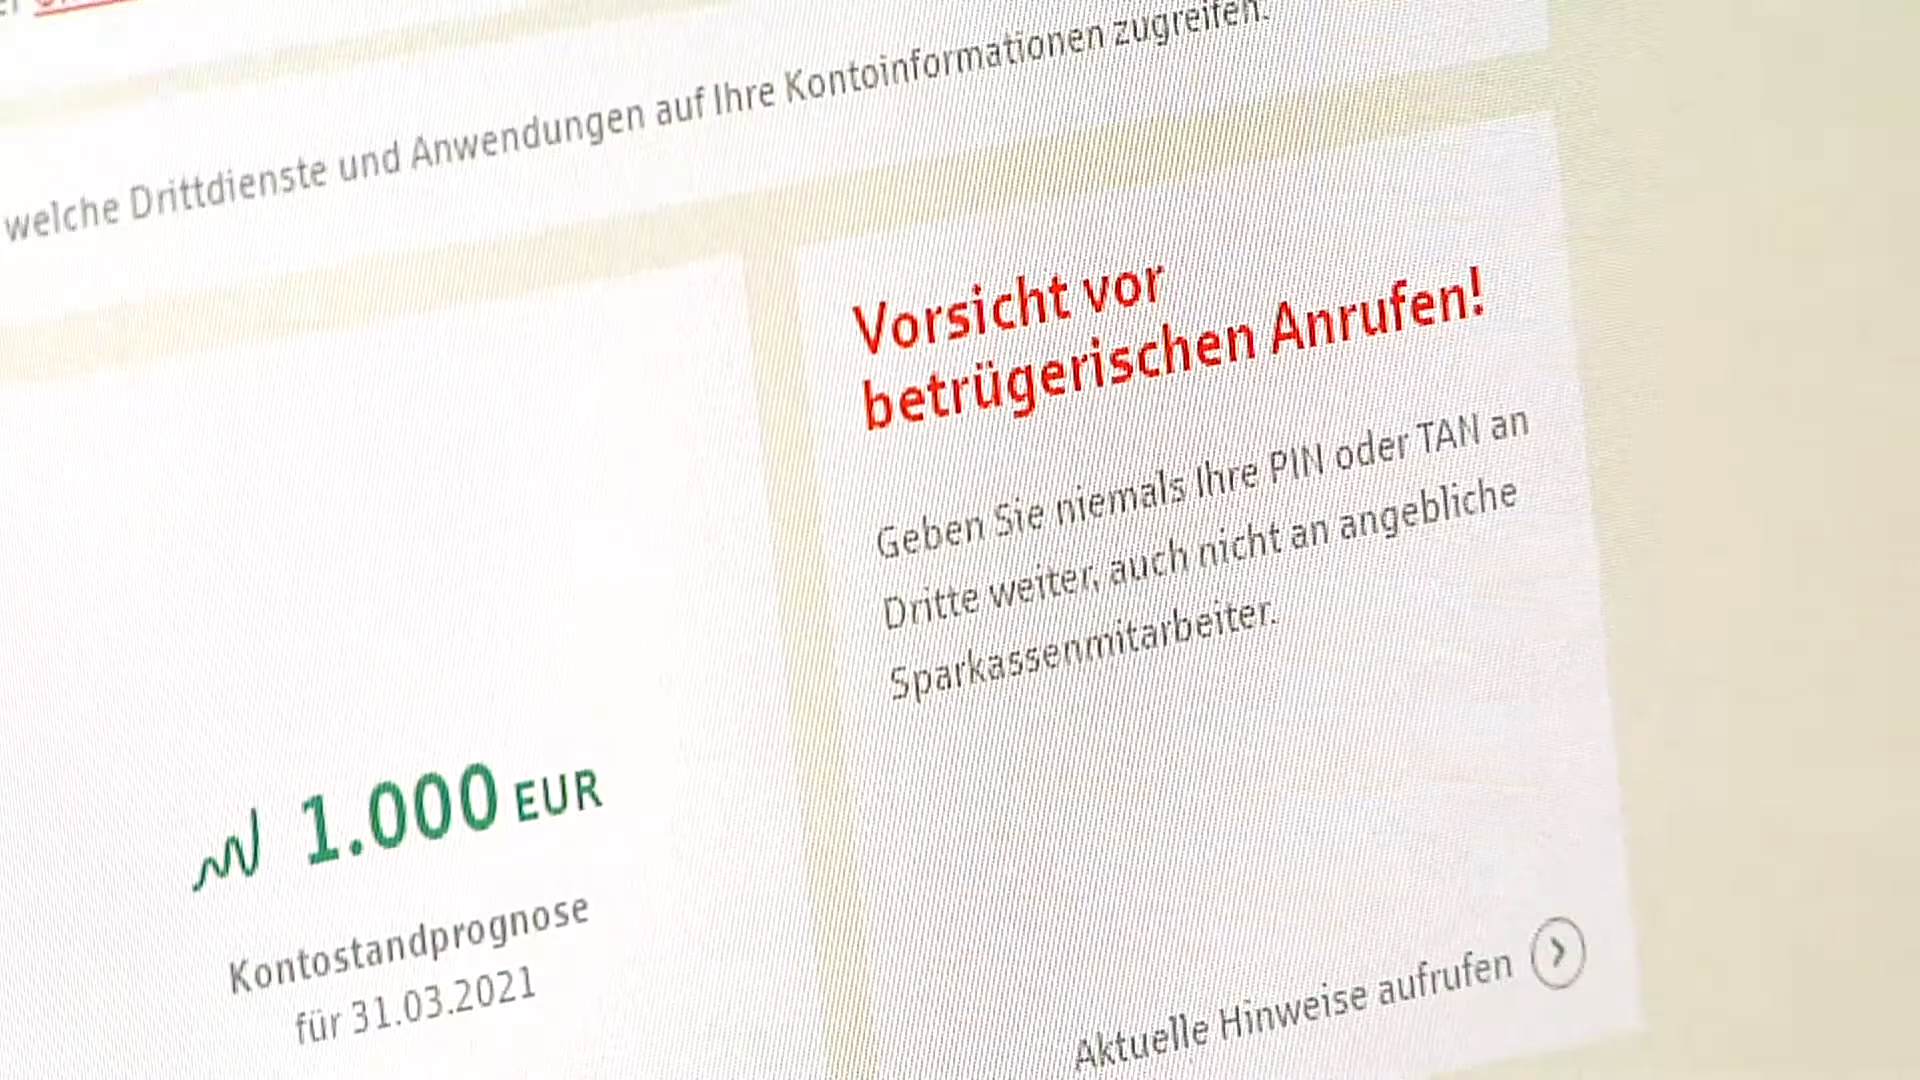 welche Drittdienste und Anwendungen auf Ihre Kontoinformationen zugreifen.
Vorsicht vor
betrügerischen Anrufen!
Geben Sie niemals Ihre PIN oder TAN an
Dritte weiter, auch nicht an angebliche
Sparkassenmitarbeiter.
1.000 EUR
Kontostandprognose
für 31.03.2021
Aktuelle Hinweise aufrufen